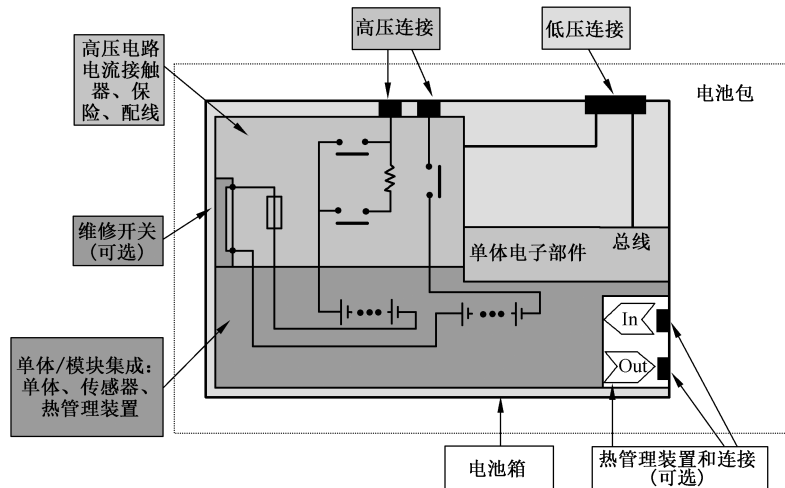 高压连接
低压连接
高压电路
电流接触
器、保
险、配线
电池包
维修开关
(可选)
单体电子部件
总线
单体/模块集成：
单体、传感器、
热管理装置
In
Out
电池箱
热管理装置和连接
(可选)